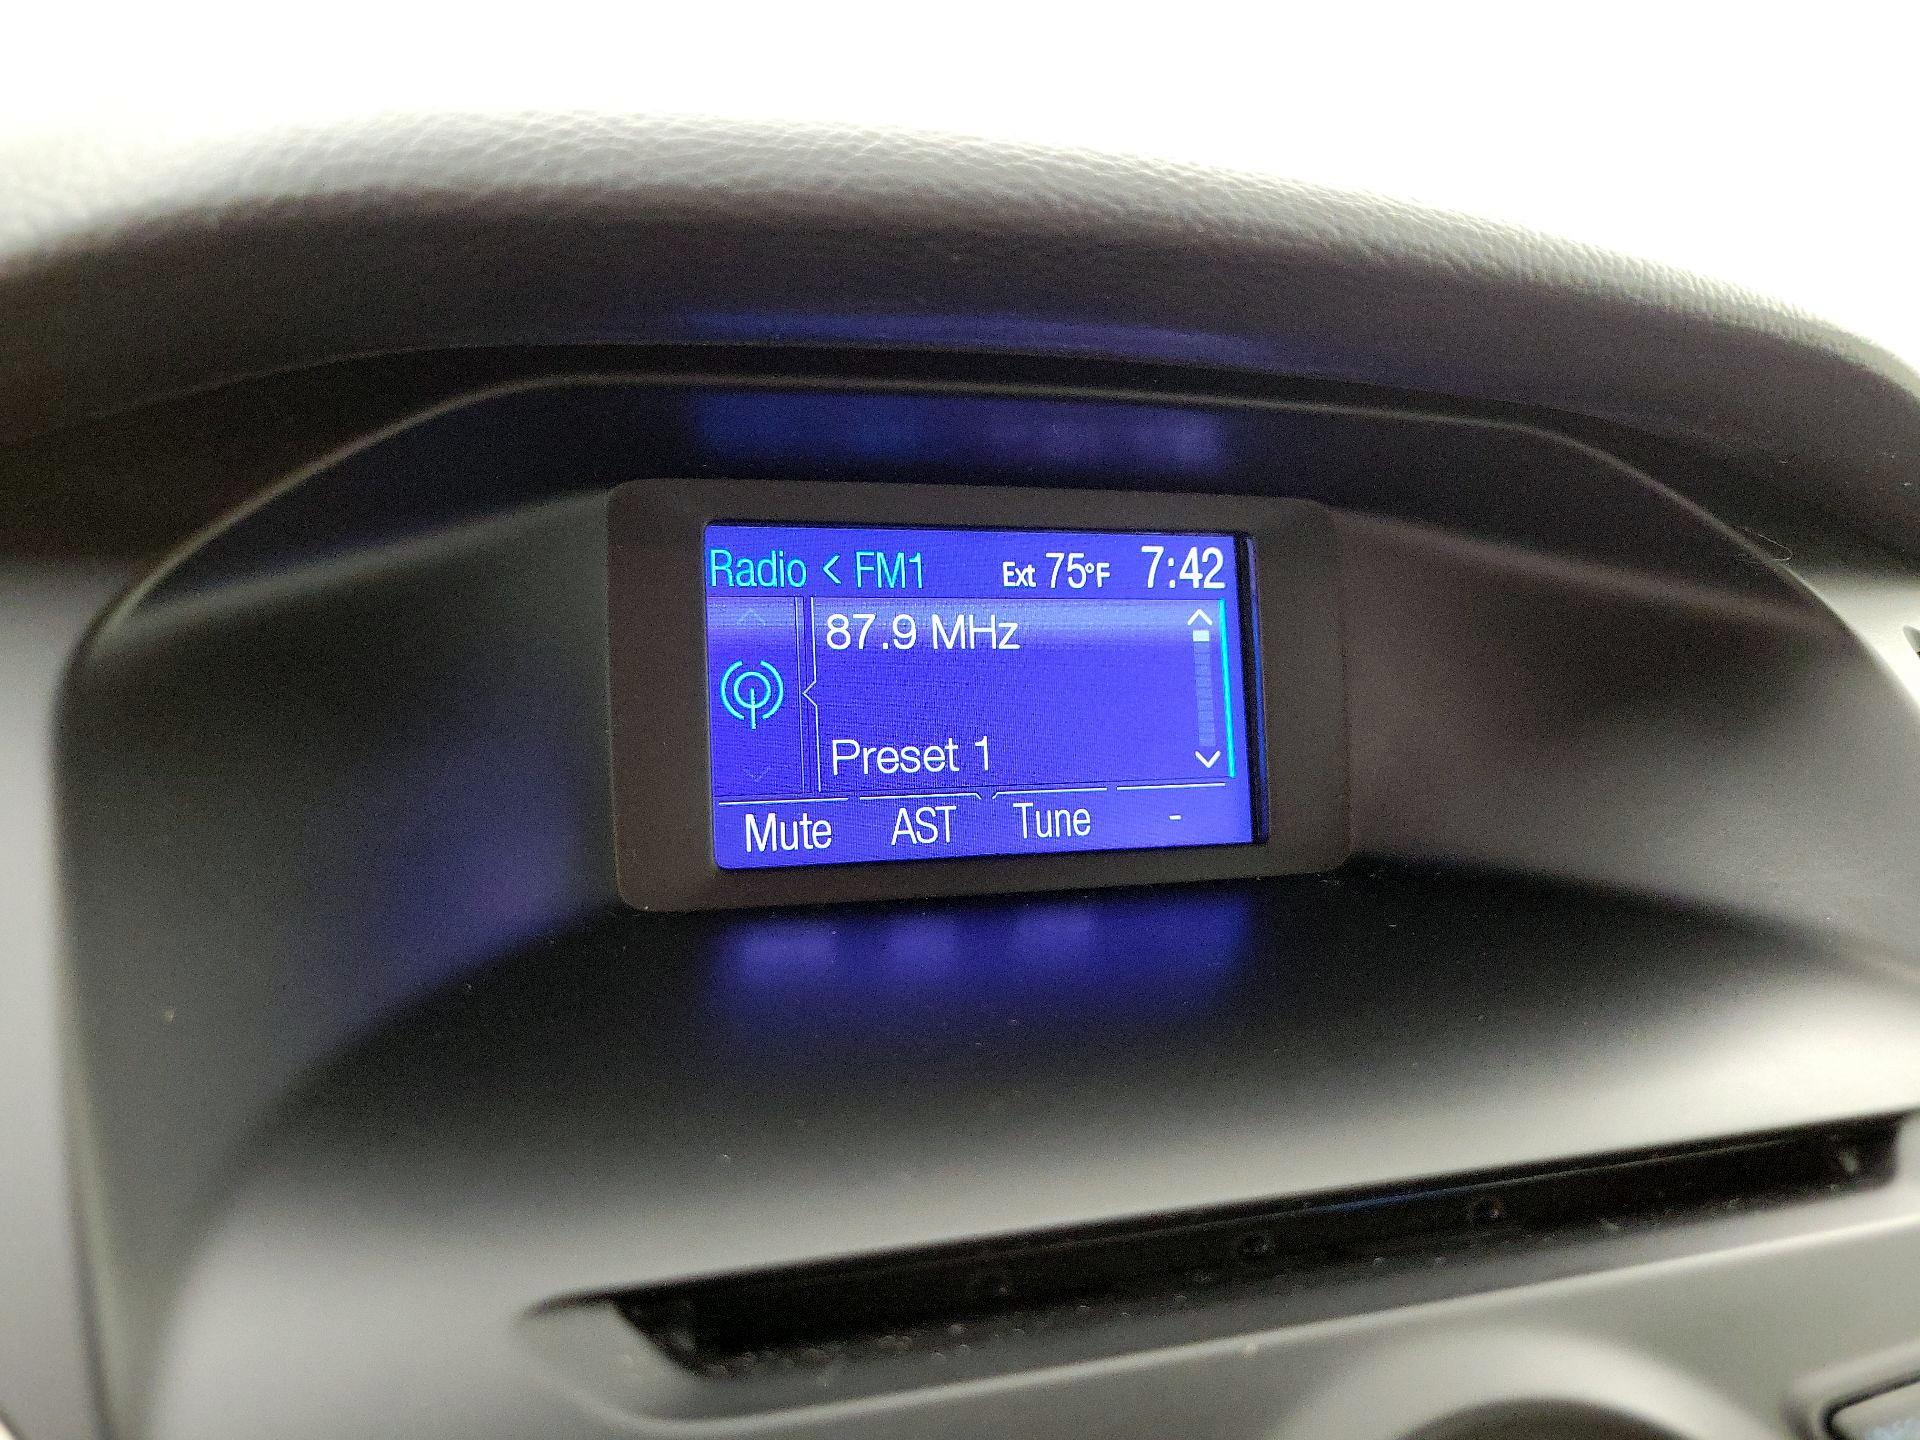 Radio < FM1 Ext 75°F 7:42
87.9 MHz
Preset 1
Mute AST Tune -